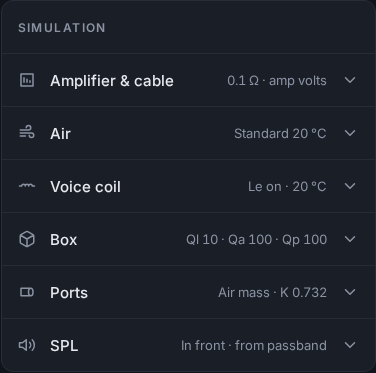 SIMULATION
Amplifier & cable 0.1 Ω · amp volts
Air Standard 20 °C
Voice coil Le on · 20 °C
Box Ql 10 · Qa 100 · Qp 100
Ports Air mass · K 0.732
SPL In front · from passband